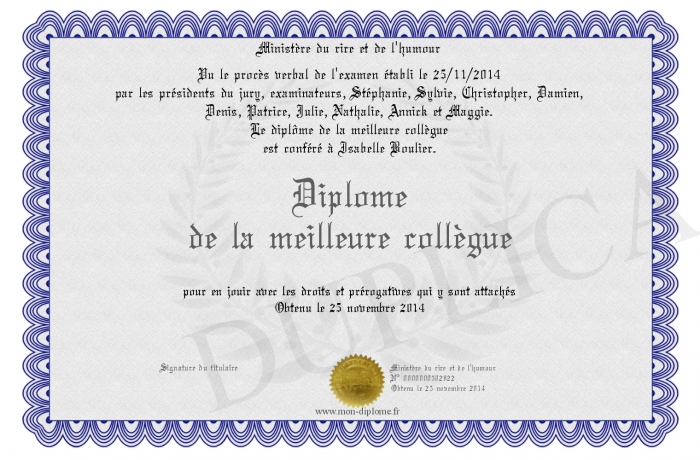 Ministère du rire et de l'humour
Vu le procès verbal de l'examen établi le 25/11/2014
par les présidents du jury, examinateurs, Stéphanie, Sylvie, Christopher, Damien,
Denis, Patrice, Julie, Nathalie, Annick et Maggie.
Le diplôme de la meilleure collègue
est conféré à Isabelle Boulier.
Diplome
de la meilleure collègue
pour en jouir avec les droits et prérogatives qui y sont attachés
Obtenu le 25 novembre 2014
Signature du titulaire
Ministère du rire et de l'humour
N° 0000000302822
Obtenu le 25 novembre 2014
www.mon-diplome.fr
DUPLICA